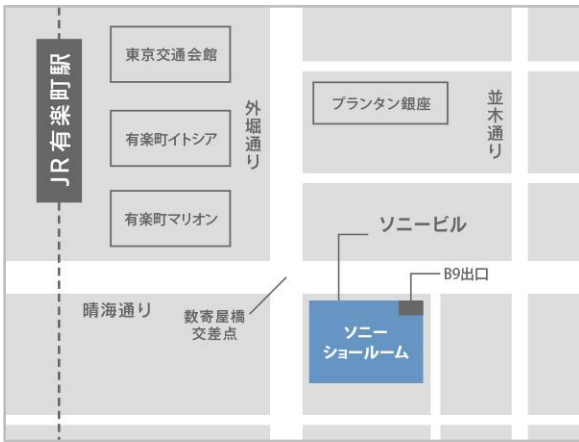 JR有楽町駅
東京交通会館
有楽町イトシア
有楽町マリオン
外堀通り
プランタン銀座
並木通り
ソニービル
B9出口
晴海通り
数寄屋橋
交差点
ソニー
ショールーム